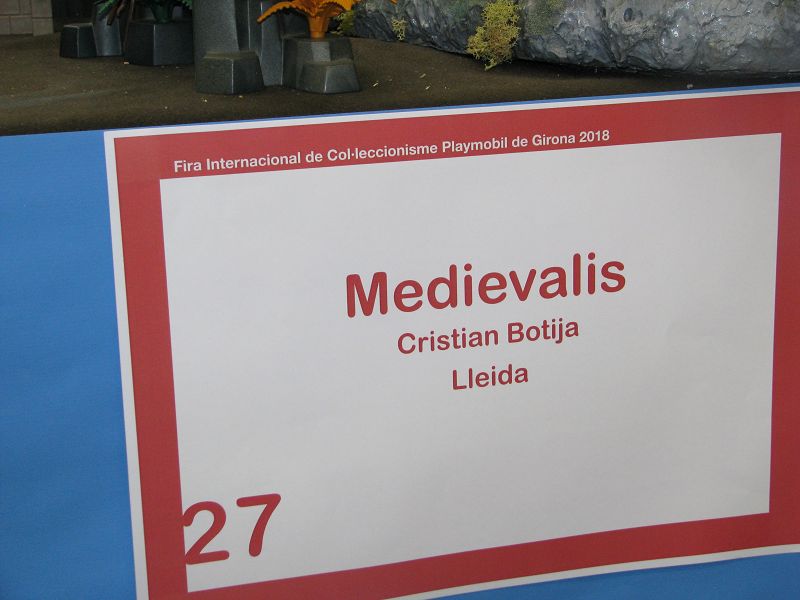 Fira Internacional de Col·leccionisme Playmobil de Girona 2018
Medievalis
Cristian Botija
Lleida
27